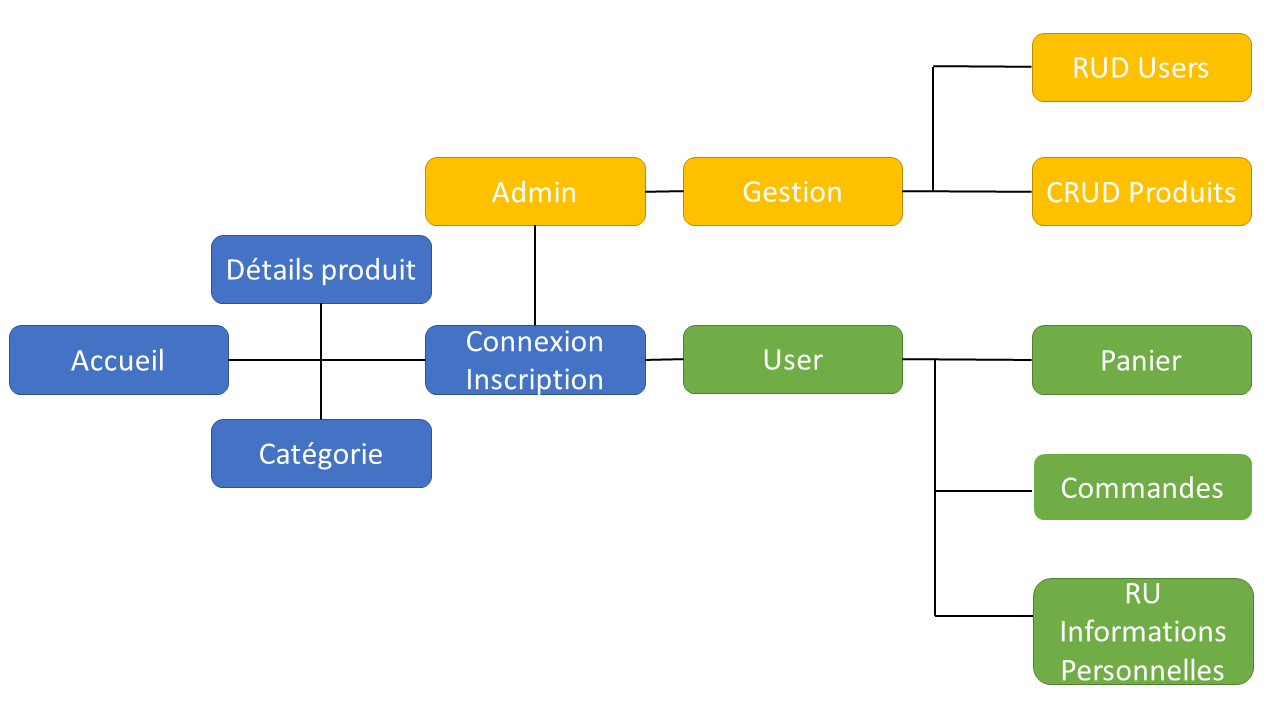 RUD Users
Admin
Gestion
CRUD Produits
Détails produit
Accueil
Connexion
Inscription
User
Panier
Catégorie
Commandes
RU
Informations
Personnelles